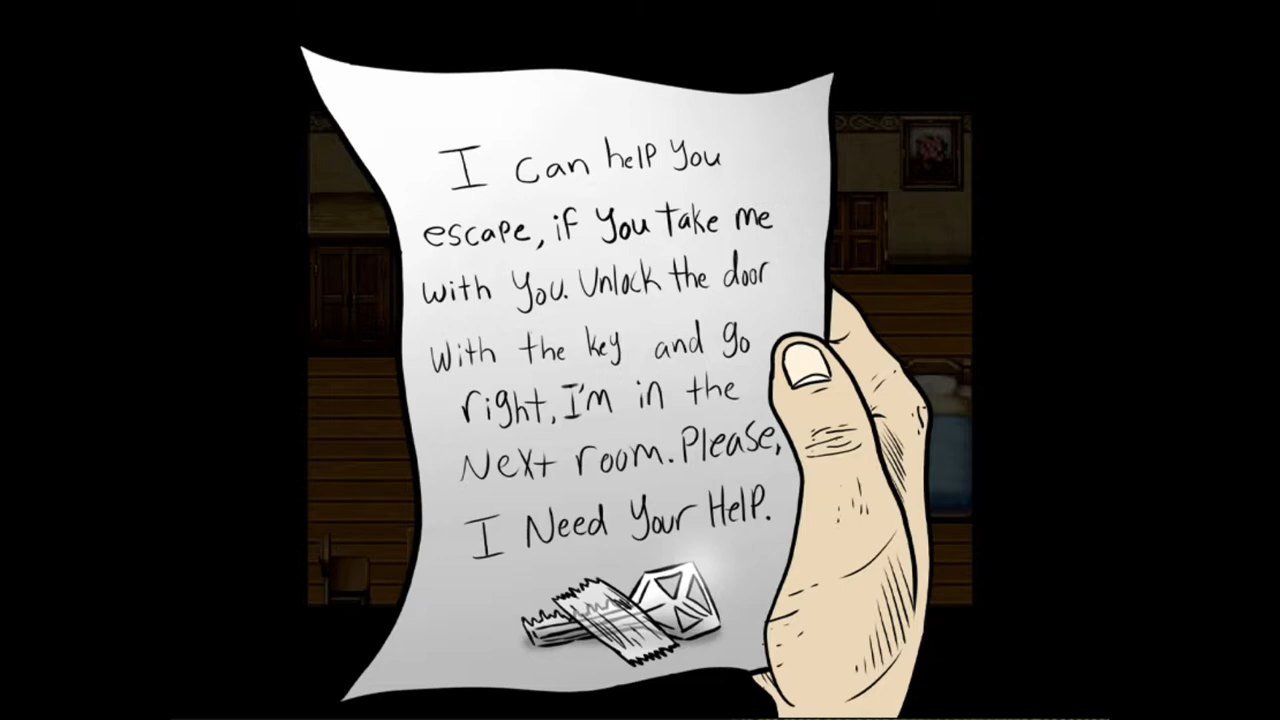 I can help you
escape, if you take me
with you. Unlock the door
with the key and go
right, I'm in the
Next room. Please,
I Need Your Help.